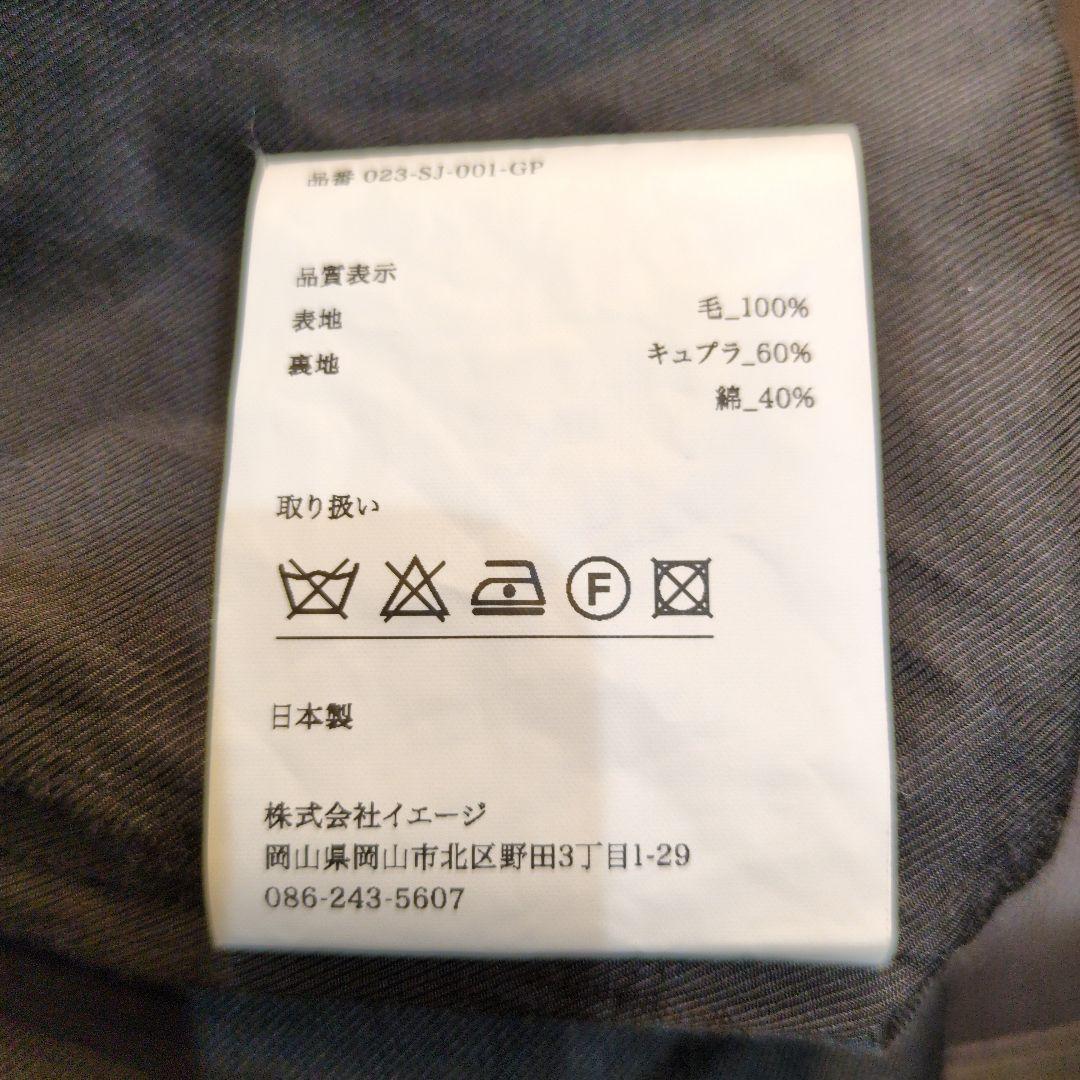 品番 023-SJ-001-GP
品質表示
表地 毛_100%
裏地 キュプラ_60%
綿_40%
取り扱い
F
日本製
株式会社イエージ
岡山県岡山市北区野田3丁目1-29
086-243-5607